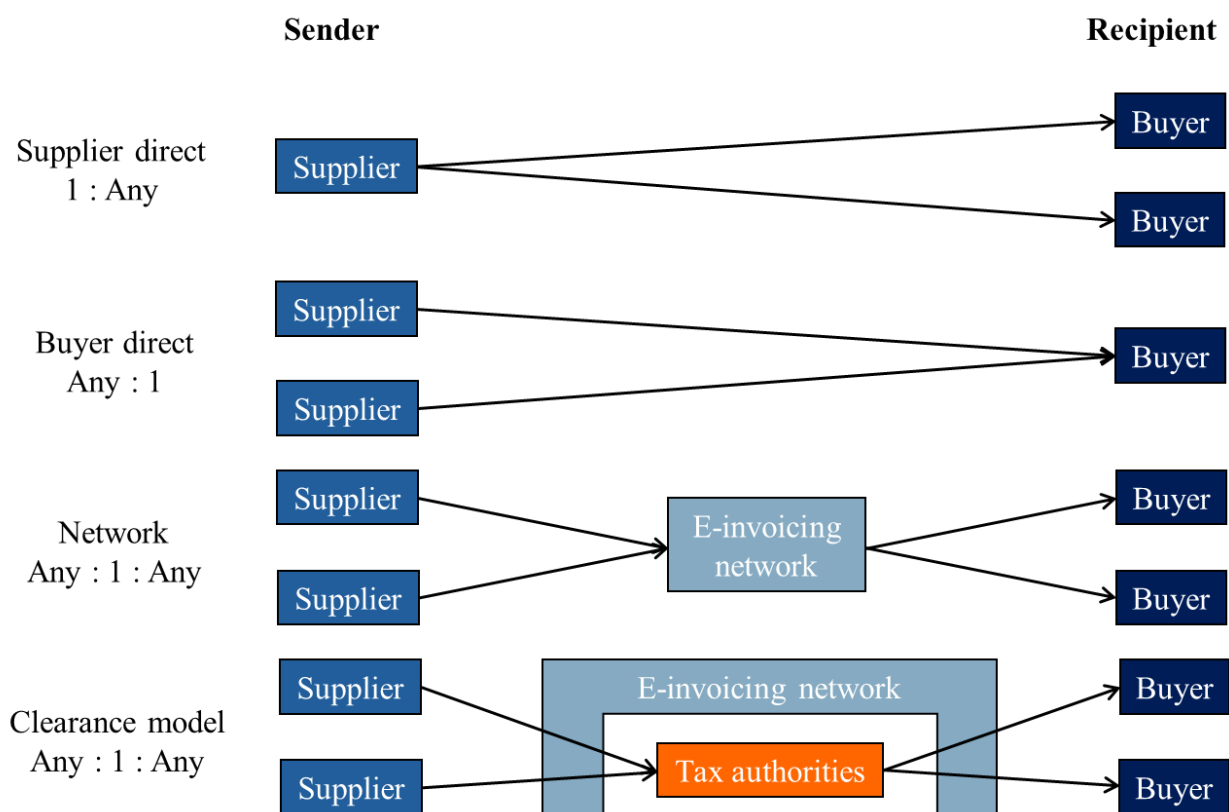 Sender
Recipient
Supplier direct
1 : Any
Supplier
Buyer
Buyer
Buyer direct
Any : 1
Supplier
Supplier
Buyer
Network
Any : 1 : Any
Supplier
Supplier
E-invoicing
network
Buyer
Buyer
Clearance model
Any : 1 : Any
Supplier
Supplier
E-invoicing network
Tax authorities
Buyer
Buyer